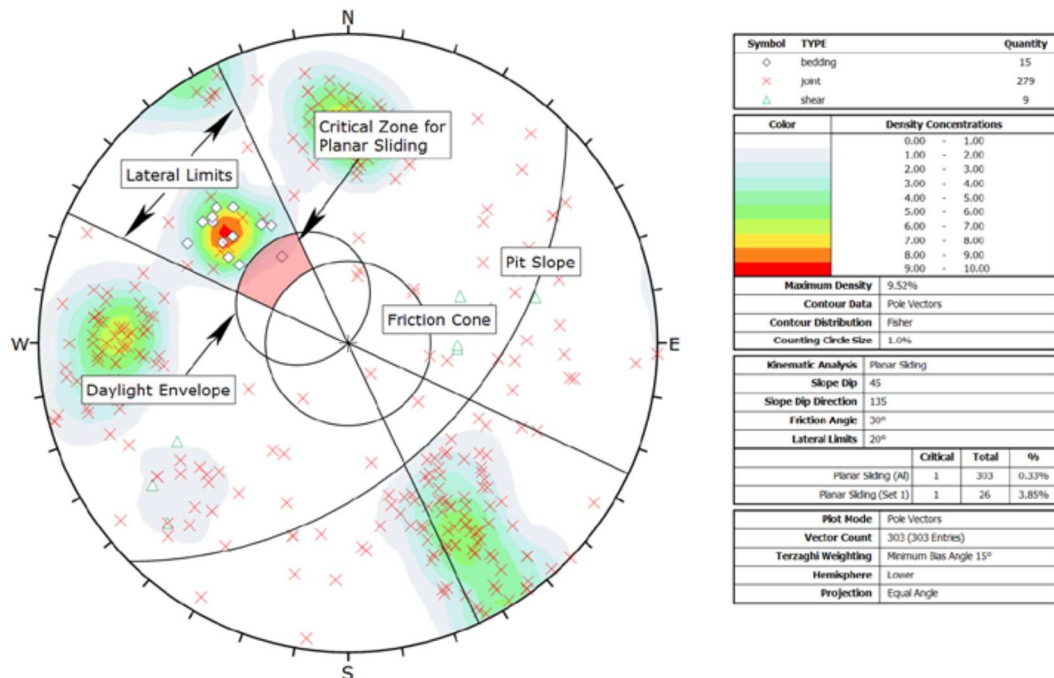 N
Critical Zone for
Planar Sliding
Lateral Limits
Pit Slope
Friction Cone
W
E
Daylight Envelope
S
Symbol TYPE Quantity
bedding 15
joint 279
shear 9
Color Density Concentrations
0.00 - 1.00
1.00 - 2.00
2.00 - 3.00
3.00 - 4.00
4.00 - 5.00
5.00 - 6.00
6.00 - 7.00
7.00 - 8.00
8.00 - 9.00
9.00 - 10.00
Maximum Density 9.52%
Contour Data Pole Vectors
Contour Distribution Fisher
Counting Circle Size 1.0%
Kinematic Analysis Planar Sliding
Slope Dip 45
Slope Dip Direction 135
Friction Angle 30°
Lateral Limits 20°
Critical Total %
Planar Sliding (All) 1 303 0.33%
Planar Sliding (Set 1) 1 26 3.85%
Plot Mode Pole Vectors
Vector Count 303 (303 Entries)
Terzaghi Weighting Minimum Bias Angle 15°
Hemisphere Lower
Projection Equal Angle